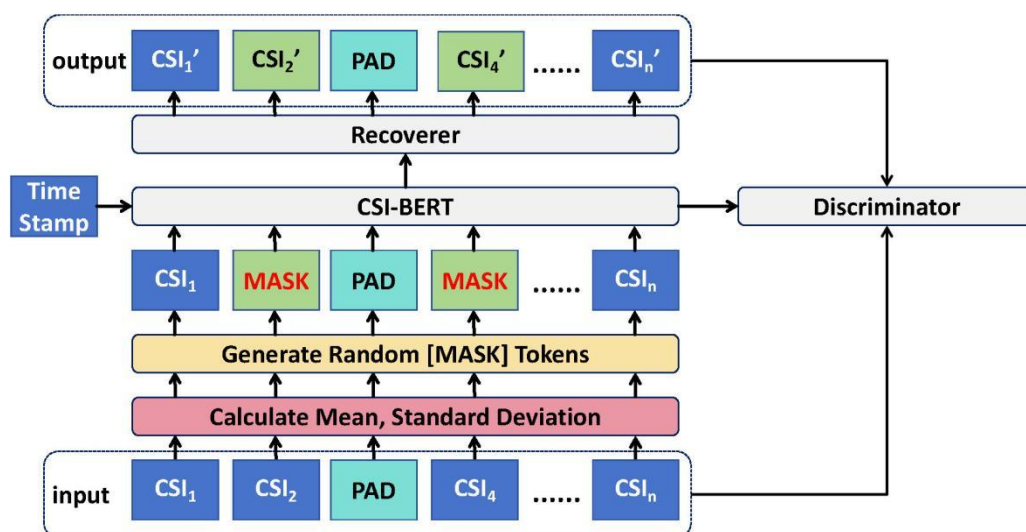 output CSI₁’ CSI₂’ PAD CSI₄’ ...... CSIₙ’
Recoverer
Time
Stamp
CSI-BERT
Discriminator
CSI₁ MASK PAD MASK ...... CSIₙ
Generate Random [MASK] Tokens
Calculate Mean, Standard Deviation
input CSI₁ CSI₂ PAD CSI₄ ...... CSIₙ